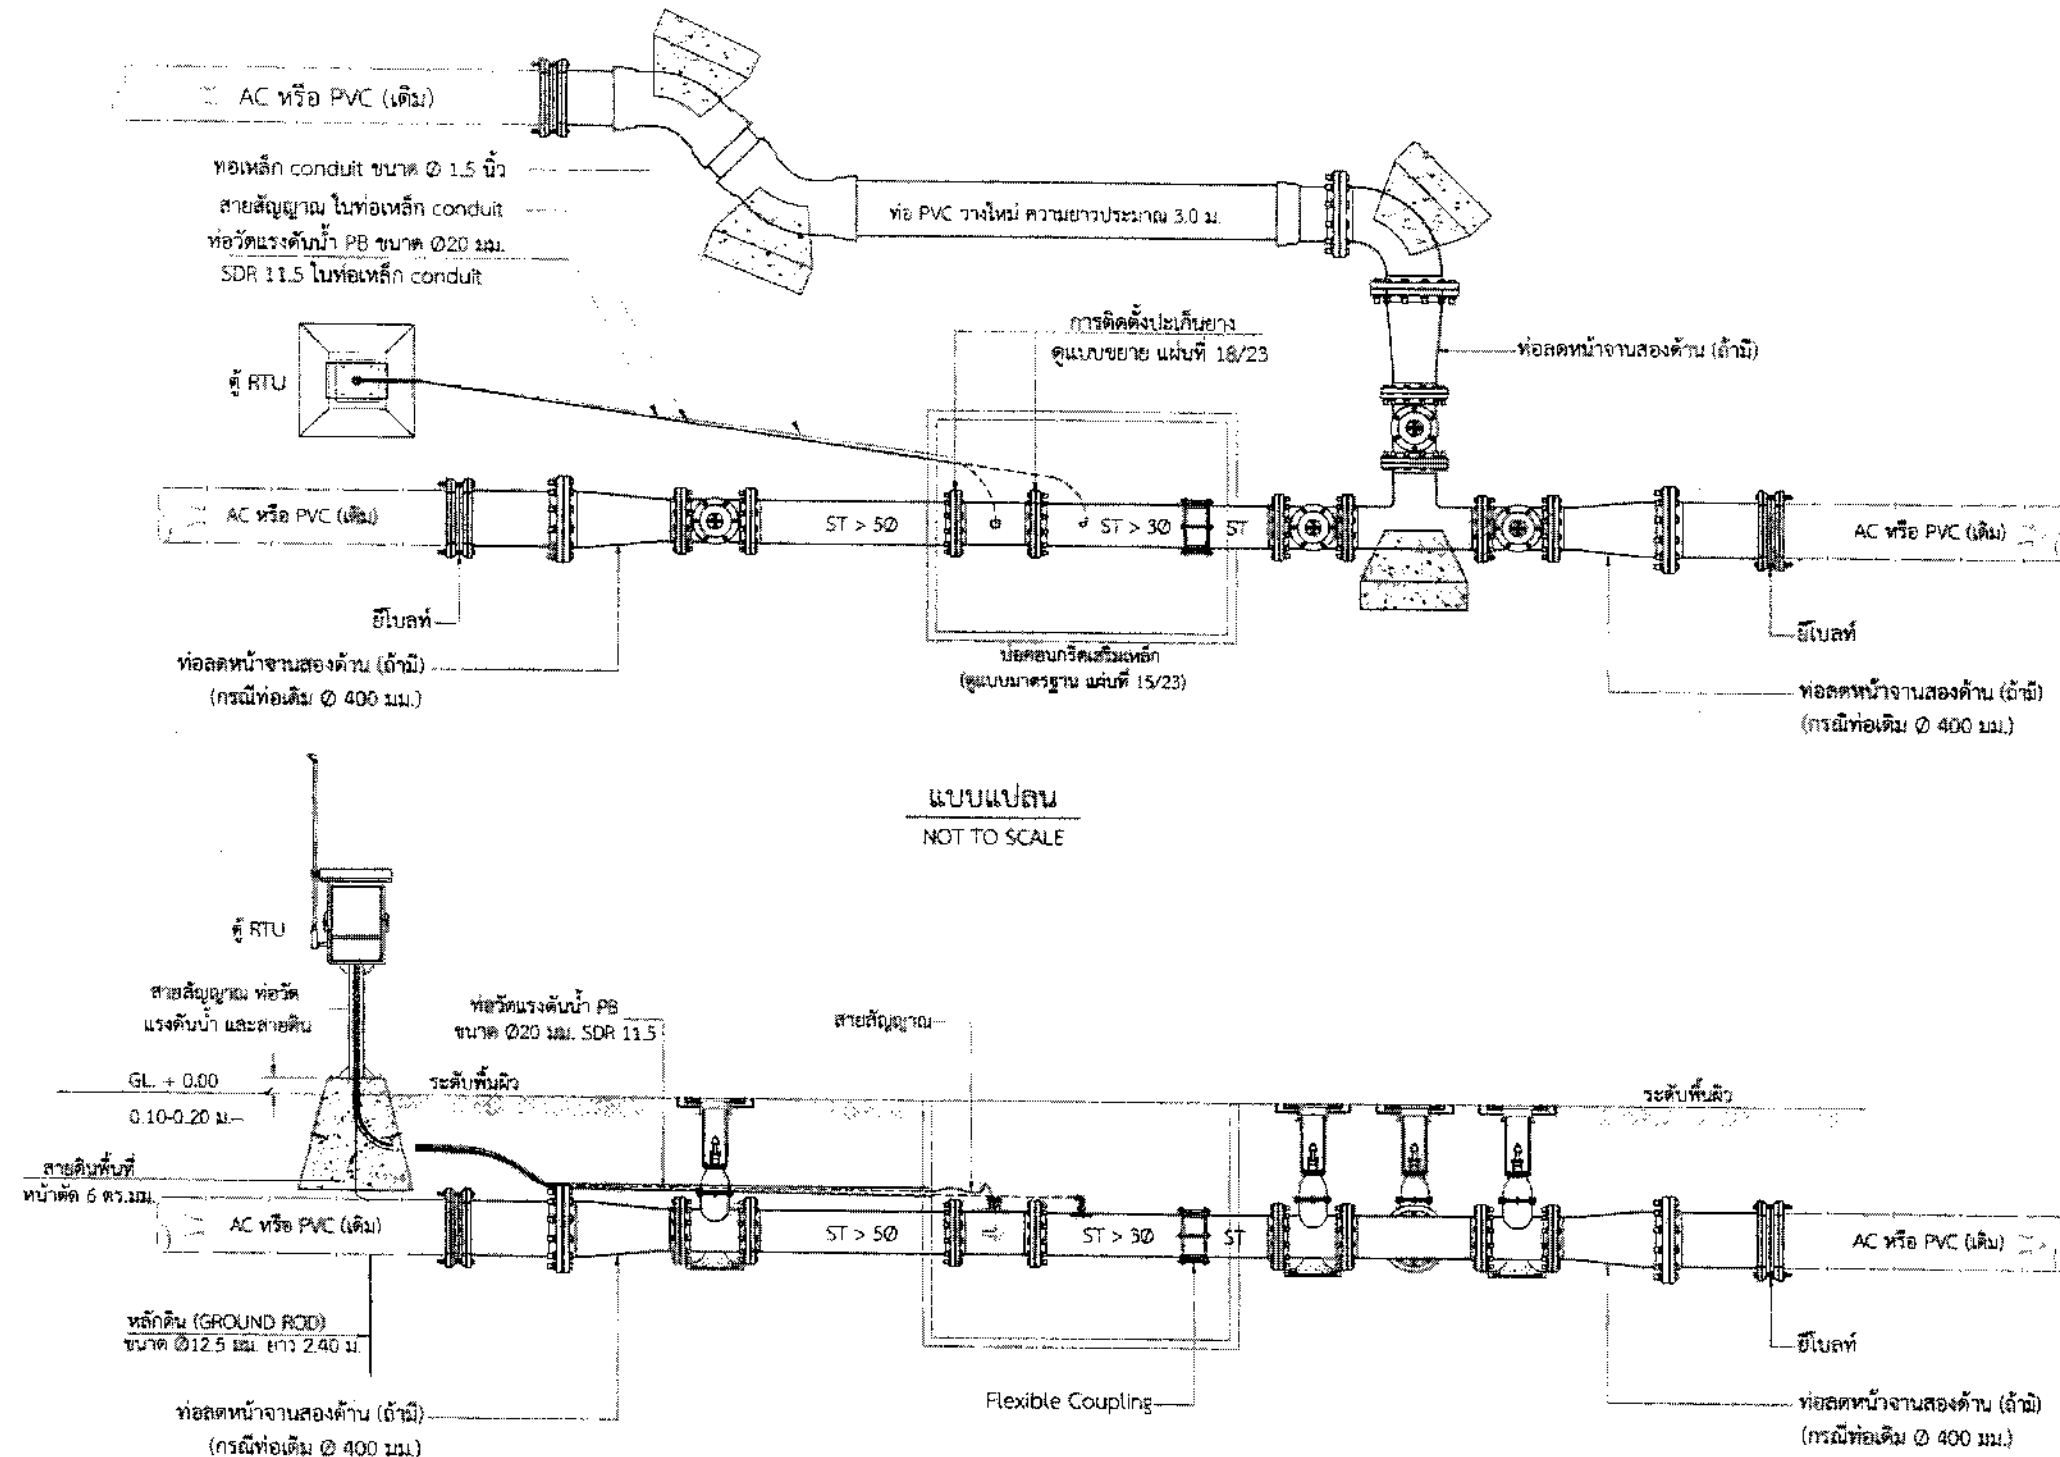 AC หรือ PVC (เดิม)
ท่อเหล็ก conduit ขนาด Ø 1.5 นิ้ว
สายสัญญาณ ในท่อเหล็ก conduit
ท่อวัดแรงดันน้ำ PB ขนาด Ø20 มม.
SDR 11.5 ในท่อเหล็ก conduit
ท่อ PVC วางใหม่ ความยาวประมาณ 3.0 ม.
การติดตั้งปะเก็นยาง
ดูแบบขยาย แผ่นที่ 18/23
ท่อลดหน้าจานสองด้าน (ถ้ามี)
ตู้ RTU
AC หรือ PVC (เดิม)
ST > 5Ø
ST > 3Ø
ST
AC หรือ PVC (เดิม)
ยีโบลท์
ยีโบลท์
ท่อลดหน้าจานสองด้าน (ถ้ามี)
(กรณีท่อเดิม Ø 400 มม.)
บ่อคอนกรีตเสริมเหล็ก
(ดูแบบมาตรฐาน แผ่นที่ 15/23)
ท่อลดหน้าจานสองด้าน (ถ้ามี)
(กรณีท่อเดิม Ø 400 มม.)
แบบแปลน
NOT TO SCALE
ตู้ RTU
สายสัญญาณ ท่อวัด
แรงดันน้ำ และสายดิน
ท่อวัดแรงดันน้ำ PB
ขนาด Ø20 มม. SDR 11.5
สายสัญญาณ
GL. + 0.00
ระดับพื้นผิว
ระดับพื้นผิว
0.10-0.20 ม.
สายดินพื้นที่
หน้าตัด 6 ตร.มม.
AC หรือ PVC (เดิม)
ST > 5Ø
ST > 3Ø
ST
AC หรือ PVC (เดิม)
หลักดิน (GROUND ROD)
ขนาด Ø12.5 มม. ยาว 2.40 ม.
ยีโบลท์
Flexible Coupling
ท่อลดหน้าจานสองด้าน (ถ้ามี)
(กรณีท่อเดิม Ø 400 มม.)
ท่อลดหน้าจานสองด้าน (ถ้ามี)
(กรณีท่อเดิม Ø 400 มม.)